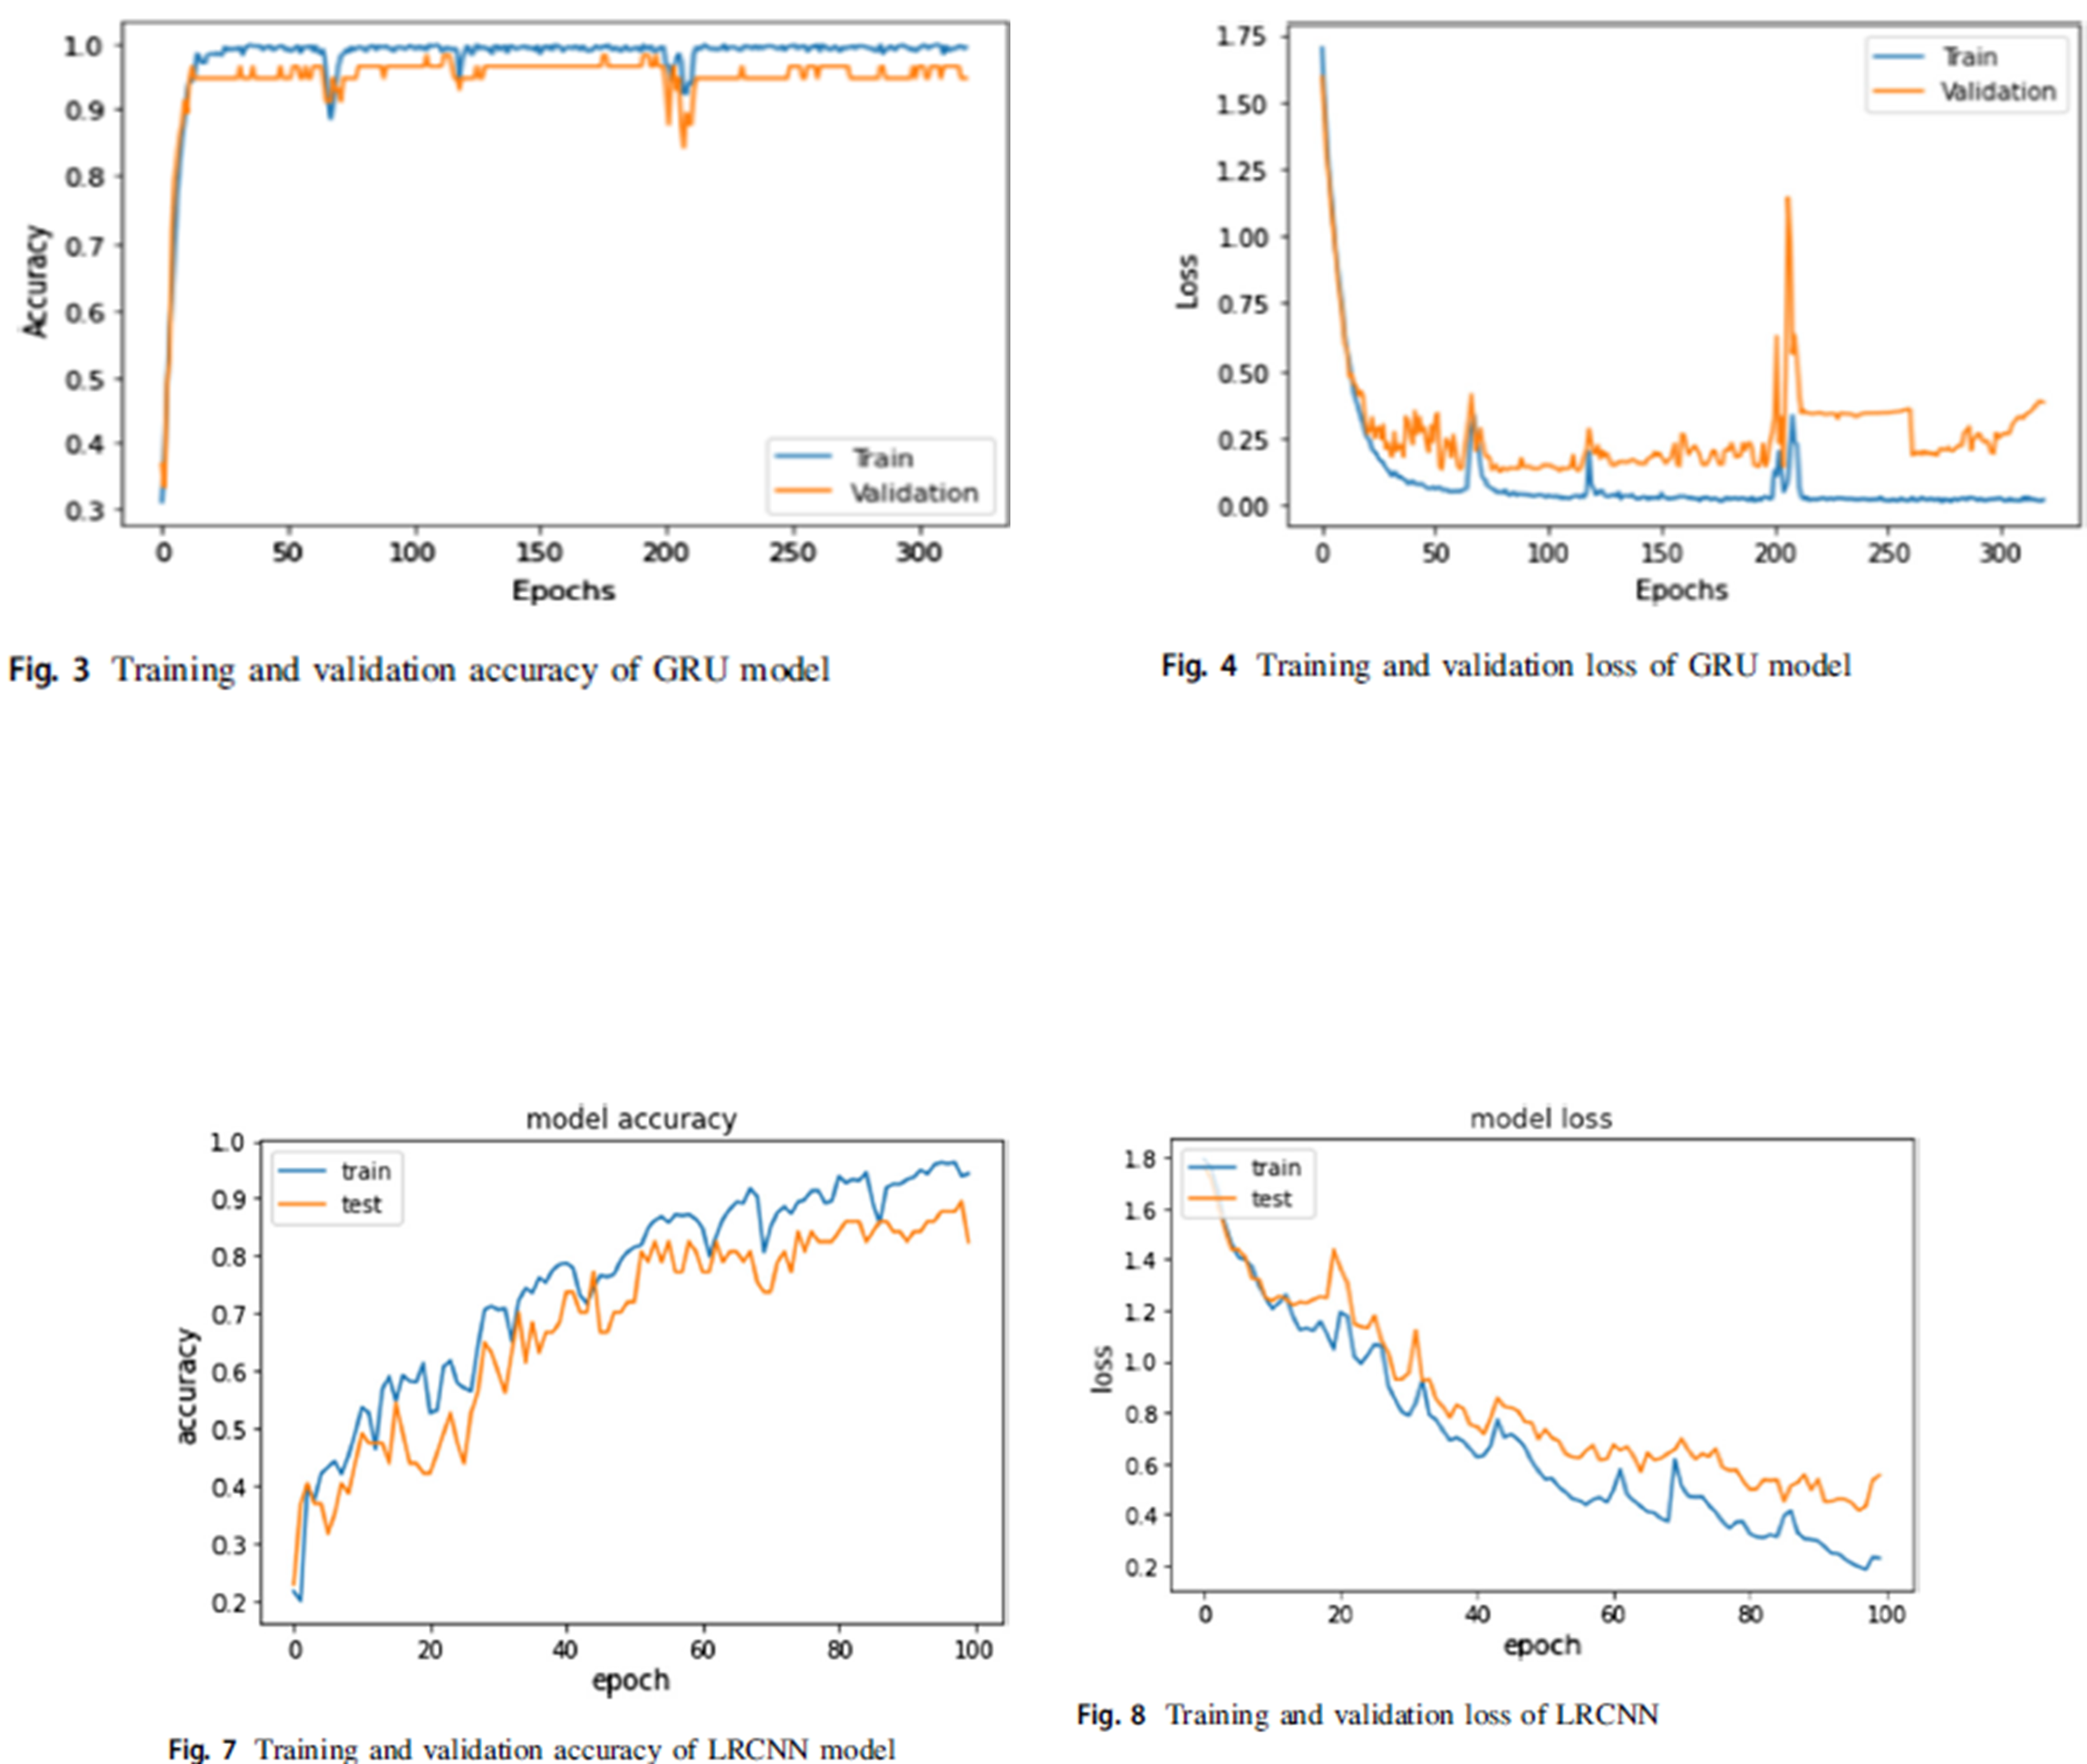 1.0
0.9
0.8
0.7
0.6
0.5
0.4
0.3
Accuracy
Train
Validation
0 50 100 150 200 250 300
Epochs
Fig. 3 Training and validation accuracy of GRU model
1.75
1.50
1.25
1.00
0.75
0.50
0.25
0.00
Loss
Train
Validation
0 50 100 150 200 250 300
Epochs
Fig. 4 Training and validation loss of GRU model
model accuracy
1.0
0.9
0.8
0.7
0.6
0.5
0.4
0.3
0.2
accuracy
train
test
0 20 40 60 80 100
epoch
Fig. 7 Training and validation accuracy of LRCNN model
model loss
1.8
1.6
1.4
1.2
1.0
0.8
0.6
0.4
0.2
loss
train
test
0 20 40 60 80 100
epoch
Fig. 8 Training and validation loss of LRCNN